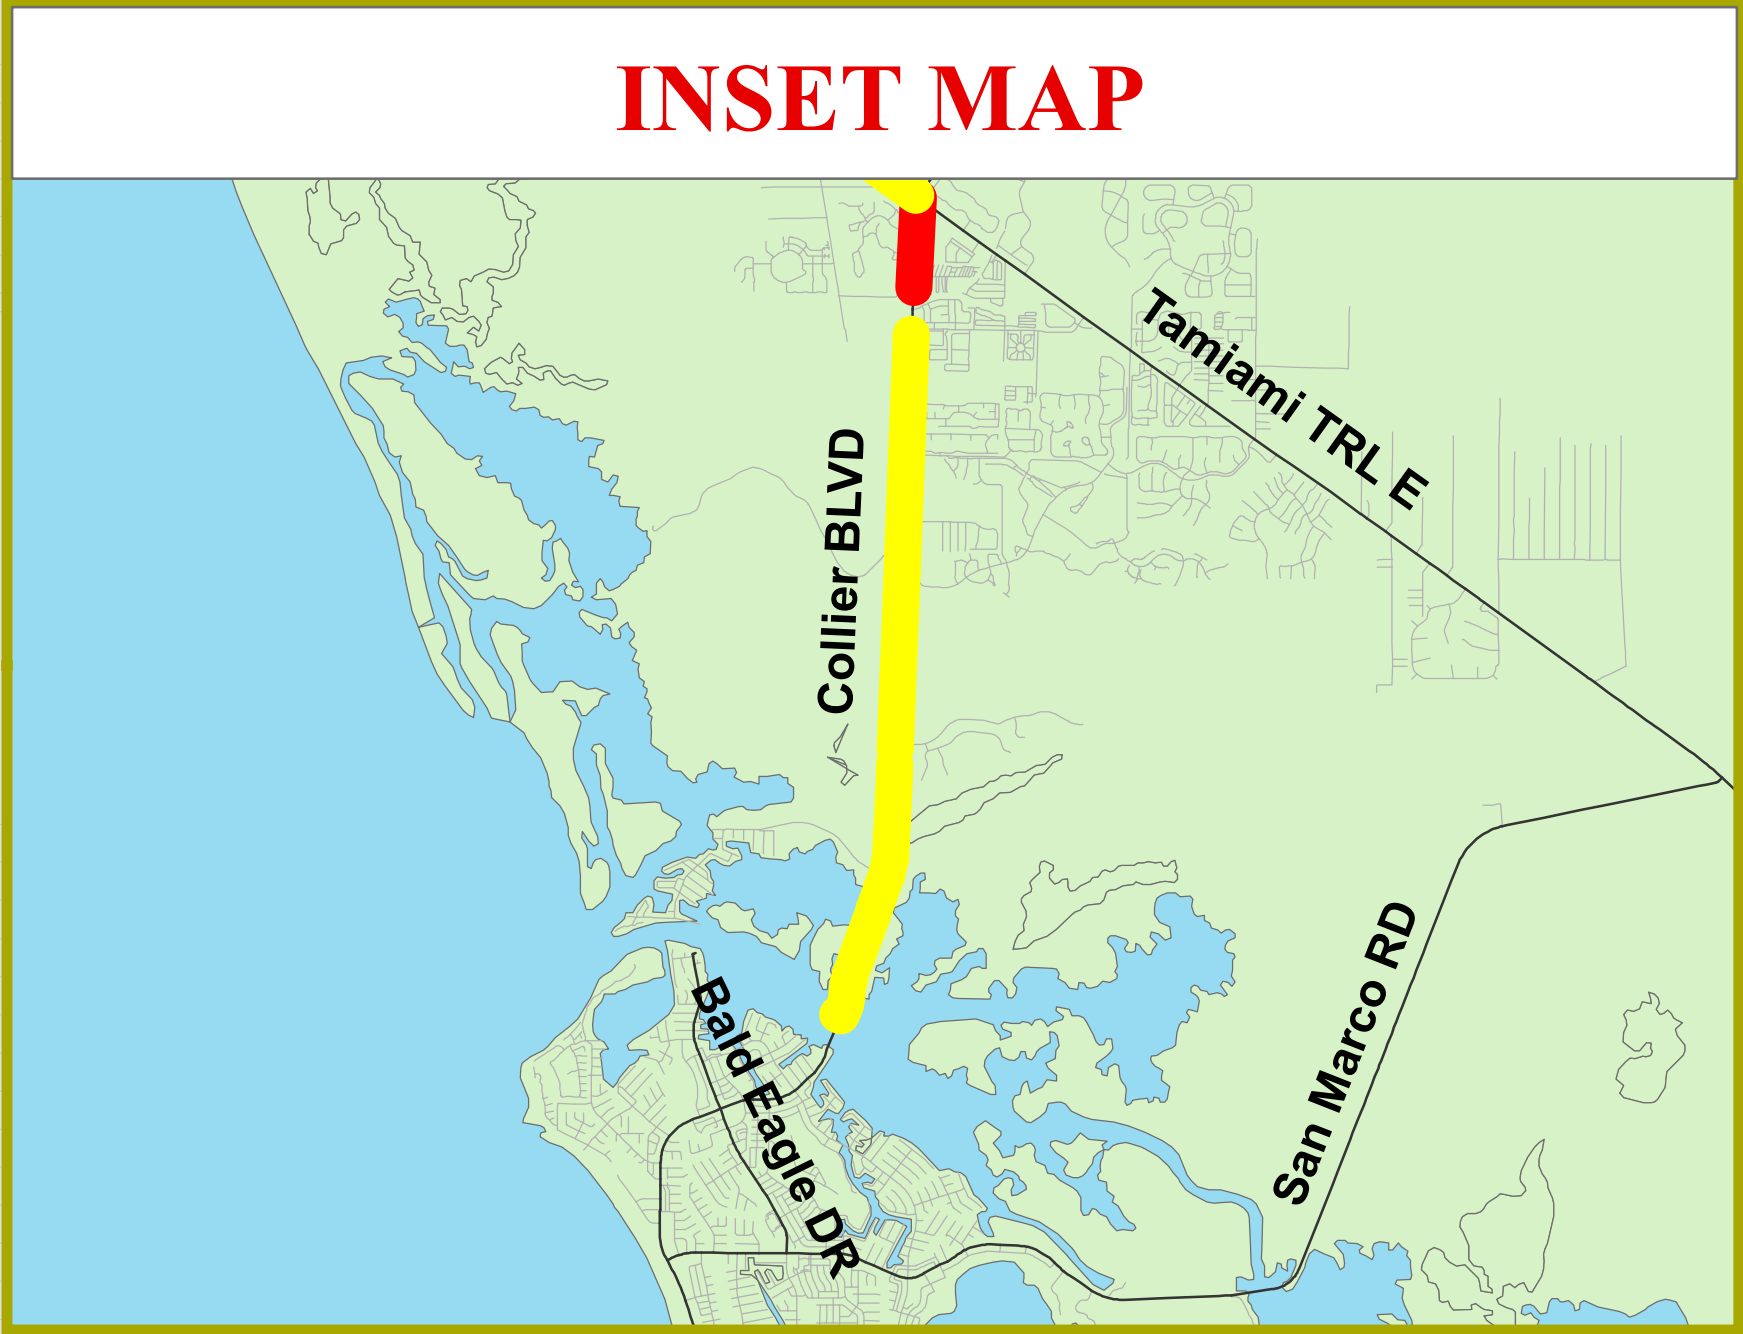 INSET MAP
Tamiami TRL E
Collier BLVD
San Marco RD
Bald Eagle DR